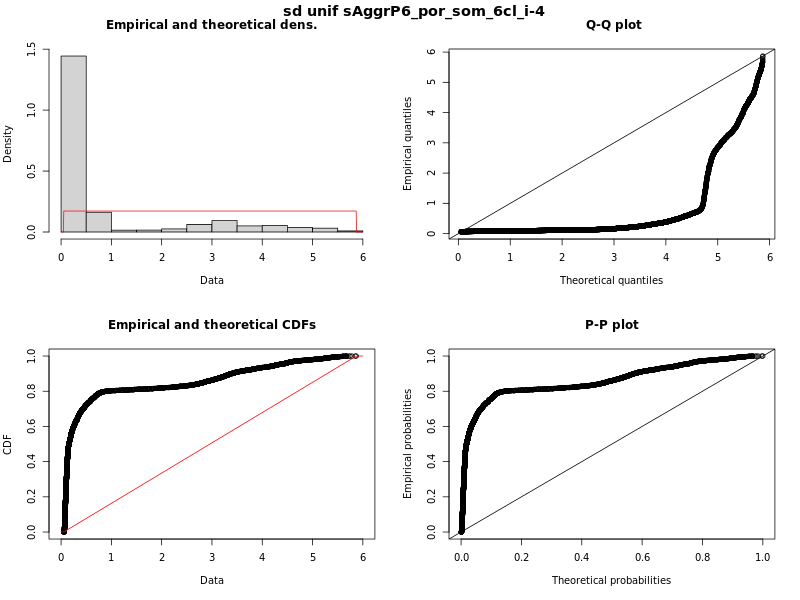 sd unif sAggrP6_por_som_6cl_i-4
Empirical and theoretical dens.
Density
0.0 0.5 1.0 1.5
0 1 2 3 4 5 6
Data
Q-Q plot
Empirical quantiles
0 1 2 3 4 5 6
0 1 2 3 4 5 6
Theoretical quantiles
Empirical and theoretical CDFs
CDF
0.0 0.2 0.4 0.6 0.8 1.0
0 1 2 3 4 5 6
Data
P-P plot
Empirical probabilities
0.0 0.2 0.4 0.6 0.8 1.0
0.0 0.2 0.4 0.6 0.8 1.0
Theoretical probabilities